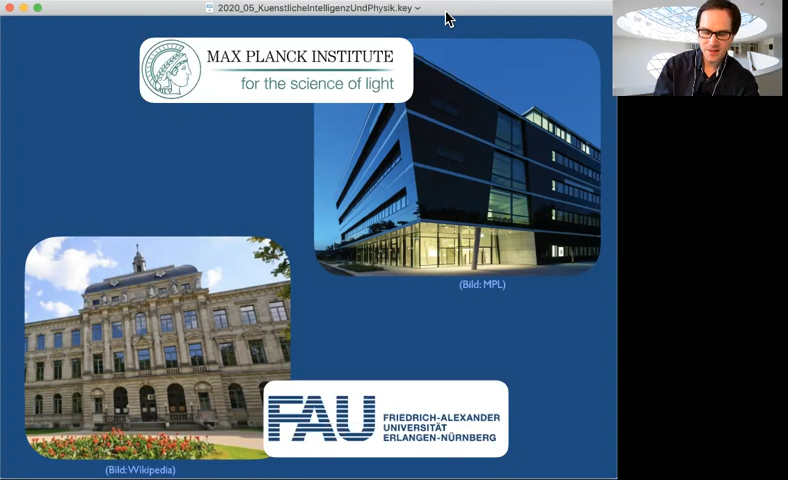 2020_05_KuenstlicheIntelligenzUndPhysik.key
MAX PLANCK INSTITUTE
for the science of light
(Bild: MPL)
FAU
FRIEDRICH-ALEXANDER
UNIVERSITÄT
ERLANGEN-NÜRNBERG
(Bild: Wikipedia)